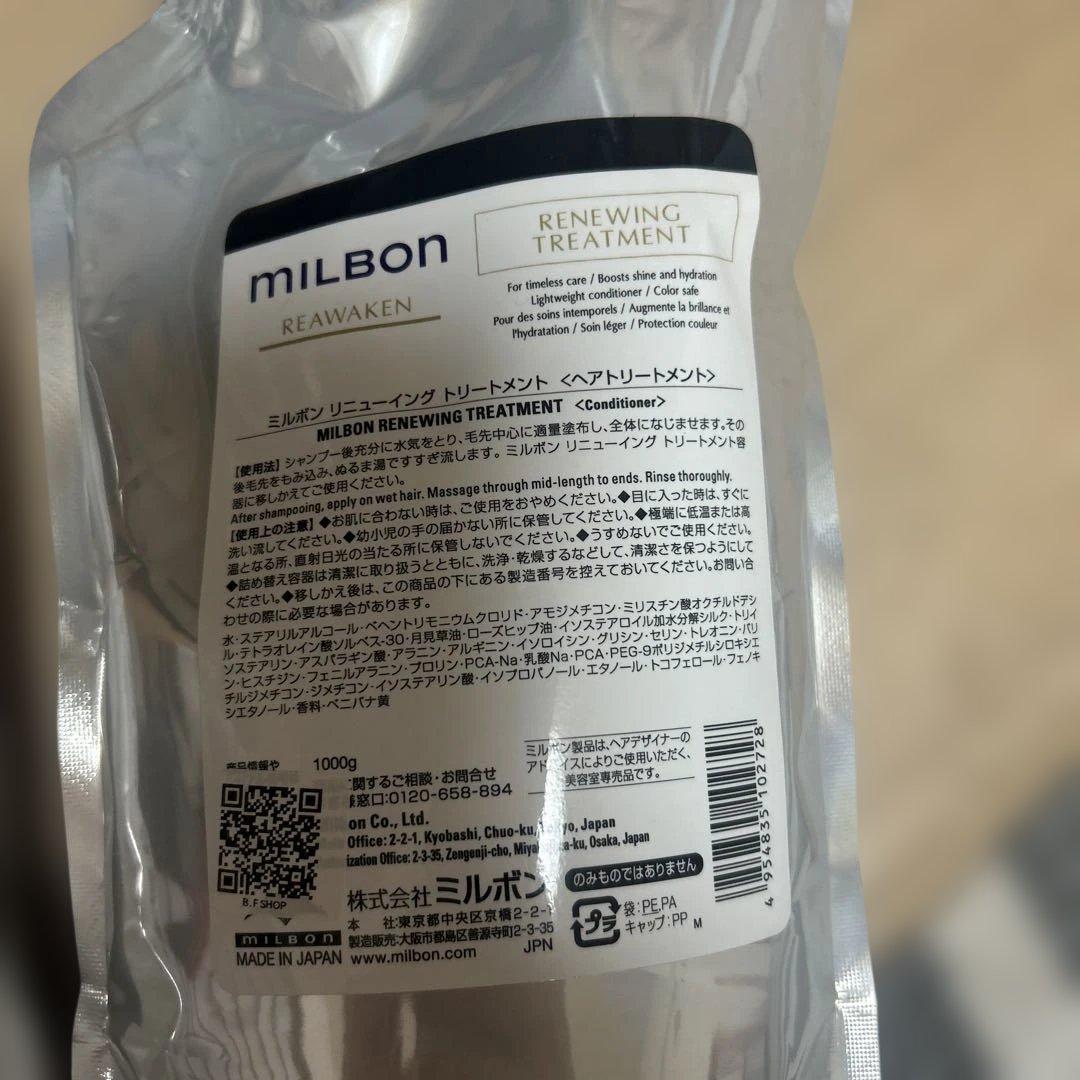 MILBON
REAWAKEN
RENEWING
TREATMENT
For timeless care / Boosts shine and hydration
Lightweight conditioner / Color safe
Pour des soins intemporels / Augmente la brillance et
l'hydratation / Soin léger / Protection couleur
ミルボン リニューイング トリートメント <ヘアトリートメント>
MILBON RENEWING TREATMENT <Conditioner>
【使用法】シャンプー後充分に水気をとり、毛先中心に適量塗布し、全体になじませます。その
後毛先をもみ込み、ぬるま湯ですすぎ流します。ミルボン リニューイング トリートメント容
器に移しかえてご使用ください。
After shampooing, apply on wet hair. Massage through mid-length to ends. Rinse thoroughly.
【使用上の注意】◆お肌に合わない時は、ご使用をおやめください。◆目に入った時は、すぐに
洗い流してください。◆幼小児の手の届かない所に保管してください。◆極端に低温または高
温となる所、直射日光の当たる所に保管しないでください。◆うすめないでご使用ください。
◆詰め替え容器は清潔に取り扱うとともに、洗浄・乾燥するなどして、清潔さを保つようにして
ください。◆移しかえ後は、この商品の下にある製造番号を控えておいてください。お問い合
わせの際に必要な場合があります。
水・ステアリルアルコール・ベヘントリモニウムクロリド・アモジメチコン・ミリスチン酸オクチルドデシ
ル・テトラオレイン酸ソルベス-30・月見草油・ローズヒップ油・イソステアロイル加水分解シルク・トリイ
ソステアリン・アスパラギン酸・アラニン・アルギニン・イソロイシン・グリシン・セリン・トレオニン・バリ
ン・ヒスチジン・フェニルアラニン・プロリン・PCA-Na・乳酸Na・PCA・PEG-9ポリジメチルシロキシエ
チルジメチコン・ジメチコン・イソステアリン酸・イソプロパノール・エタノール・トコフェロール・フェノキ
シエタノール・香料・ベニバナ黄
商品情報や 1000g
に関するご相談・お問合せ
様窓口:0120-658-894
on Co., Ltd.
Office: 2-2-1, Kyobashi, Chuo-ku, Tokyo, Japan
ization Office: 2-3-35, Zengenji-cho, Miyakojima-ku, Osaka, Japan
ミルボン製品は、ヘアデザイナーの
アドバイスによりご使用いただく、
美容室専売品です。
株式会社 ミルボン
のみものではありません
本 社:東京都中央区京橋2-2-1
製造販売:大阪市都島区善源寺町2-3-35
www.milbon.com
JPN
B.F SHOP
MILBON
MADE IN JAPAN
プラ
袋:PE,PA
キャップ:PP M
4 954835 102728